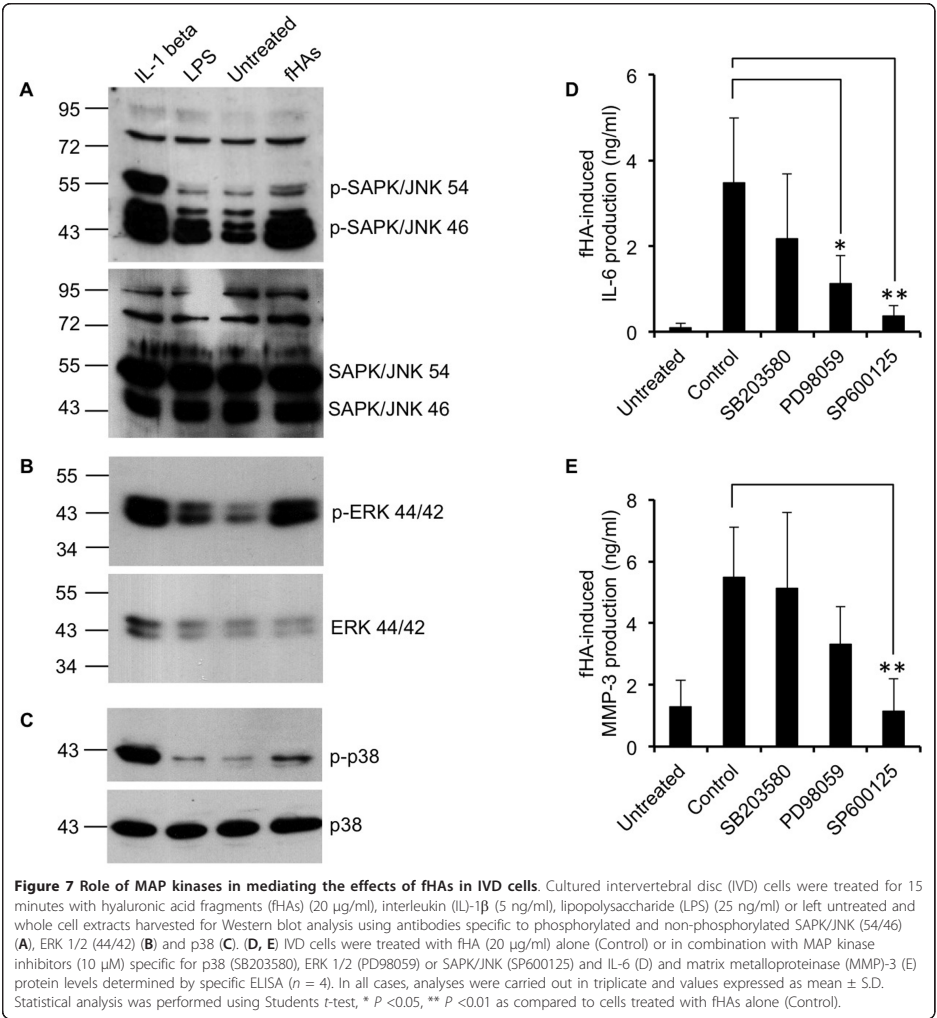 IL-1 beta
LPS
Untreated
fHAs
A
95
72
55
43
p-SAPK/JNK 54
p-SAPK/JNK 46
95
72
55
43
SAPK/JNK 54
SAPK/JNK 46
B
55
43
34
p-ERK 44/42
55
43
34
ERK 44/42
C
43
p-p38
43
p38
D
fHA-induced
IL-6 production (ng/ml)
6
4
2
0
*
**
Untreated
Control
SB203580
PD98059
SP600125
E
fHA-induced
MMP-3 production (ng/ml)
8
6
4
2
0
**
Untreated
Control
SB203580
PD98059
SP600125
Figure 7 Role of MAP kinases in mediating the effects of fHAs in IVD cells. Cultured intervertebral disc (IVD) cells were treated for 15
minutes with hyaluronic acid fragments (fHAs) (20 μg/ml), interleukin (IL)-1β (5 ng/ml), lipopolysaccharide (LPS) (25 ng/ml) or left untreated and
whole cell extracts harvested for Western blot analysis using antibodies specific to phosphorylated and non-phosphorylated SAPK/JNK (54/46)
(A), ERK 1/2 (44/42) (B) and p38 (C). (D, E) IVD cells were treated with fHA (20 μg/ml) alone (Control) or in combination with MAP kinase
inhibitors (10 μM) specific for p38 (SB203580), ERK 1/2 (PD98059) or SAPK/JNK (SP600125) and IL-6 (D) and matrix metalloproteinase (MMP)-3 (E)
protein levels determined by specific ELISA (n = 4). In all cases, analyses were carried out in triplicate and values expressed as mean ± S.D.
Statistical analysis was performed using Students t-test, * P <0.05, ** P <0.01 as compared to cells treated with fHAs alone (Control).